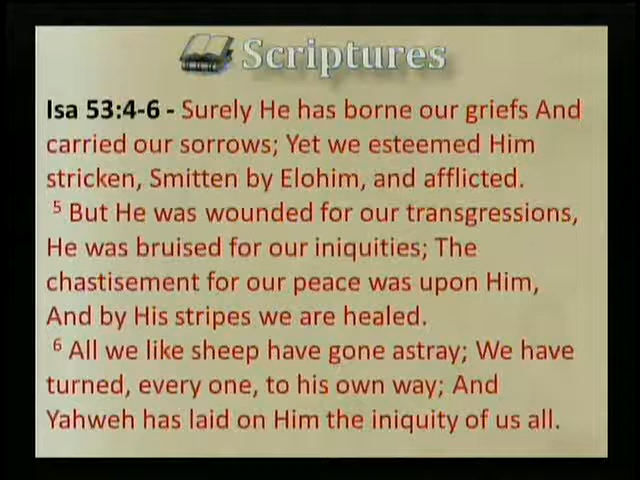 Scriptures
Isa 53:4-6 - Surely He has borne our griefs And
carried our sorrows; Yet we esteemed Him
stricken, Smitten by Elohim, and afflicted.
5 But He was wounded for our transgressions,
He was bruised for our iniquities; The
chastisement for our peace was upon Him,
And by His stripes we are healed.
6 All we like sheep have gone astray; We have
turned, every one, to his own way; And
Yahweh has laid on Him the iniquity of us all.